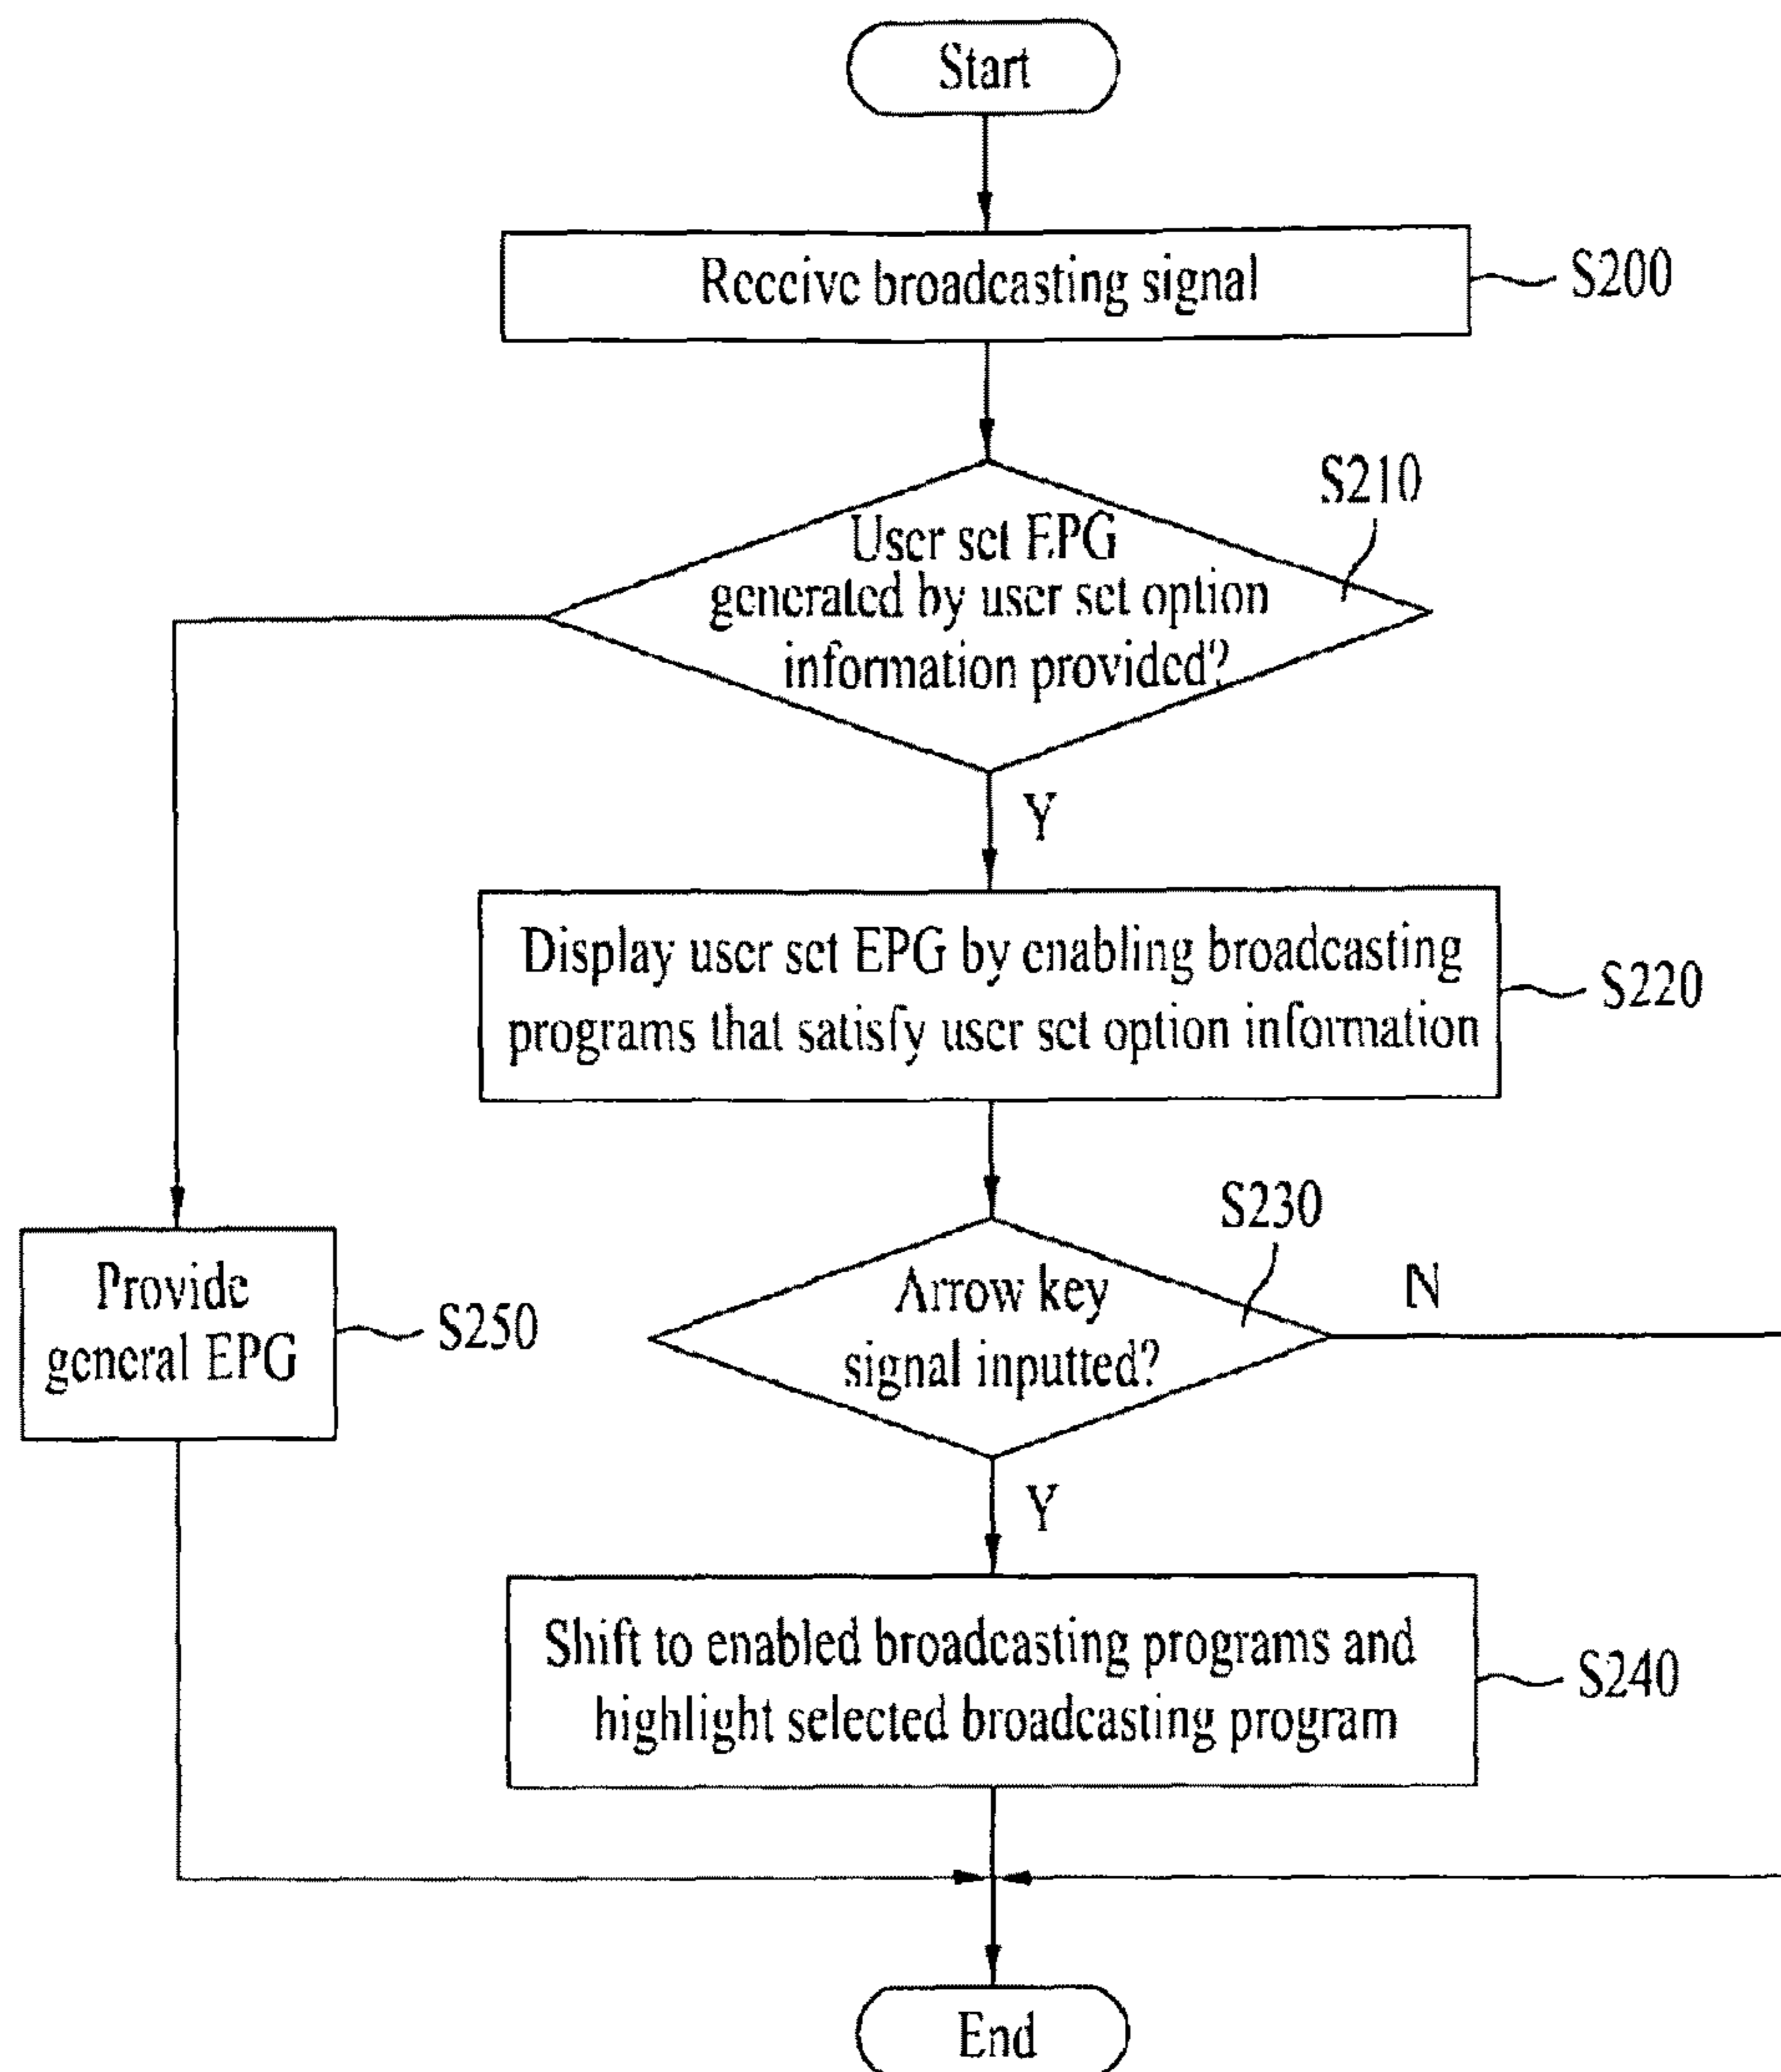 Start
Receive broadcasting signal
S200
S210
User set EPG
generated by user set option
information provided?
Y
Display user set EPG by enabling broadcasting
programs that satisfy user set option information
S220
S230
Arrow key
signal inputted?
N
Provide
general EPG
S250
Y
Shift to enabled broadcasting programs and
highlight selected broadcasting program
S240
End